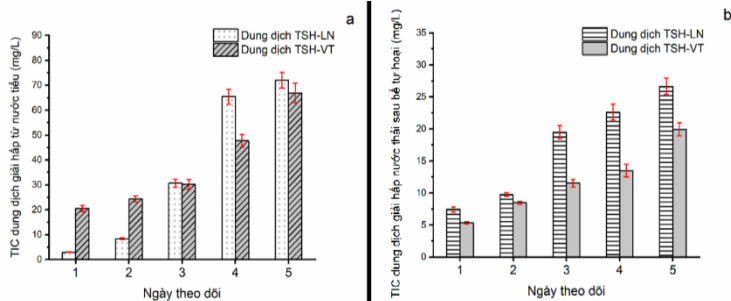 a
Dung dịch TSH-LN
Dung dịch TSH-VT
TIC dung dịch giải hấp từ nước tiểu (mg/L)
90
80
70
60
50
40
30
20
10
0
1 2 3 4 5
Ngày theo dõi
b
Dung dịch TSH-LN
Dung dịch TSH-VT
TIC dung dịch giải hấp nước thải sau bể tự hoại (mg/L)
35
30
25
20
15
10
5
0
1 2 3 4 5
Ngày theo dõi